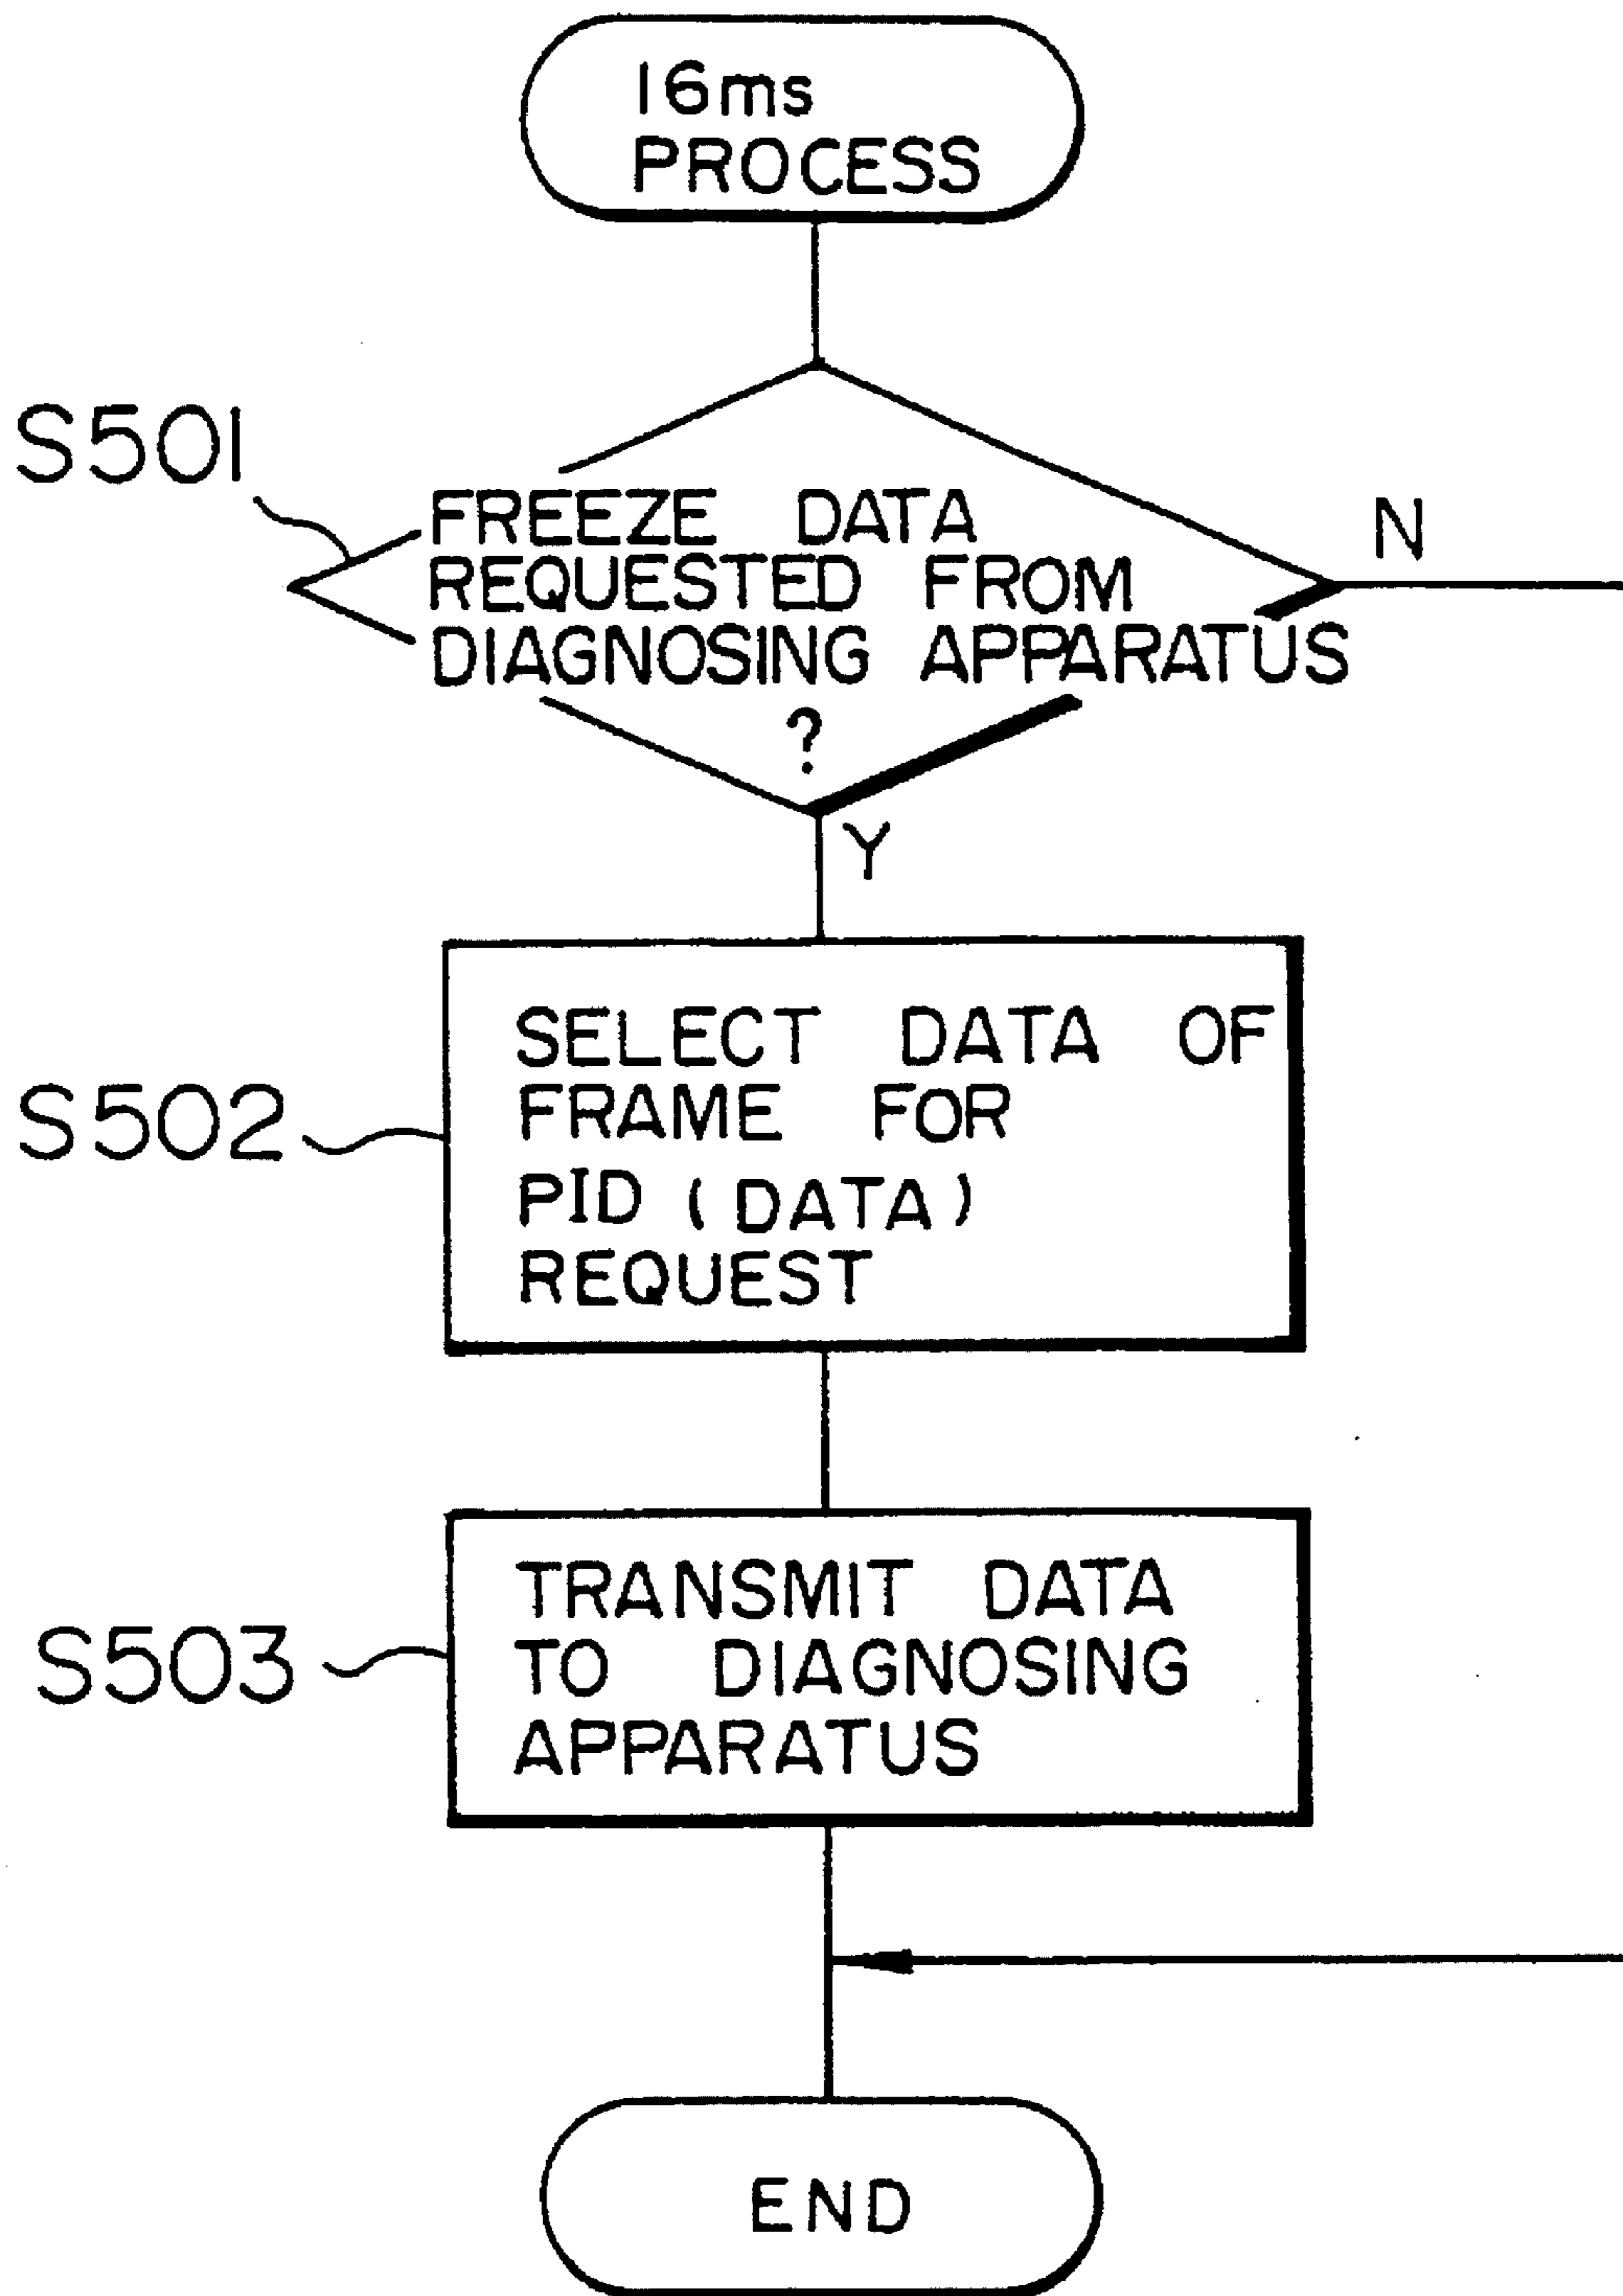 16ms
PROCESS
S501
FREEZE DATA
REQUESTED FROM
DIAGNOSING APPARATUS
?
N
Y
S502
SELECT DATA OF
FRAME FOR
PID (DATA)
REQUEST
S503
TRANSMIT DATA
TO DIAGNOSING
APPARATUS
END